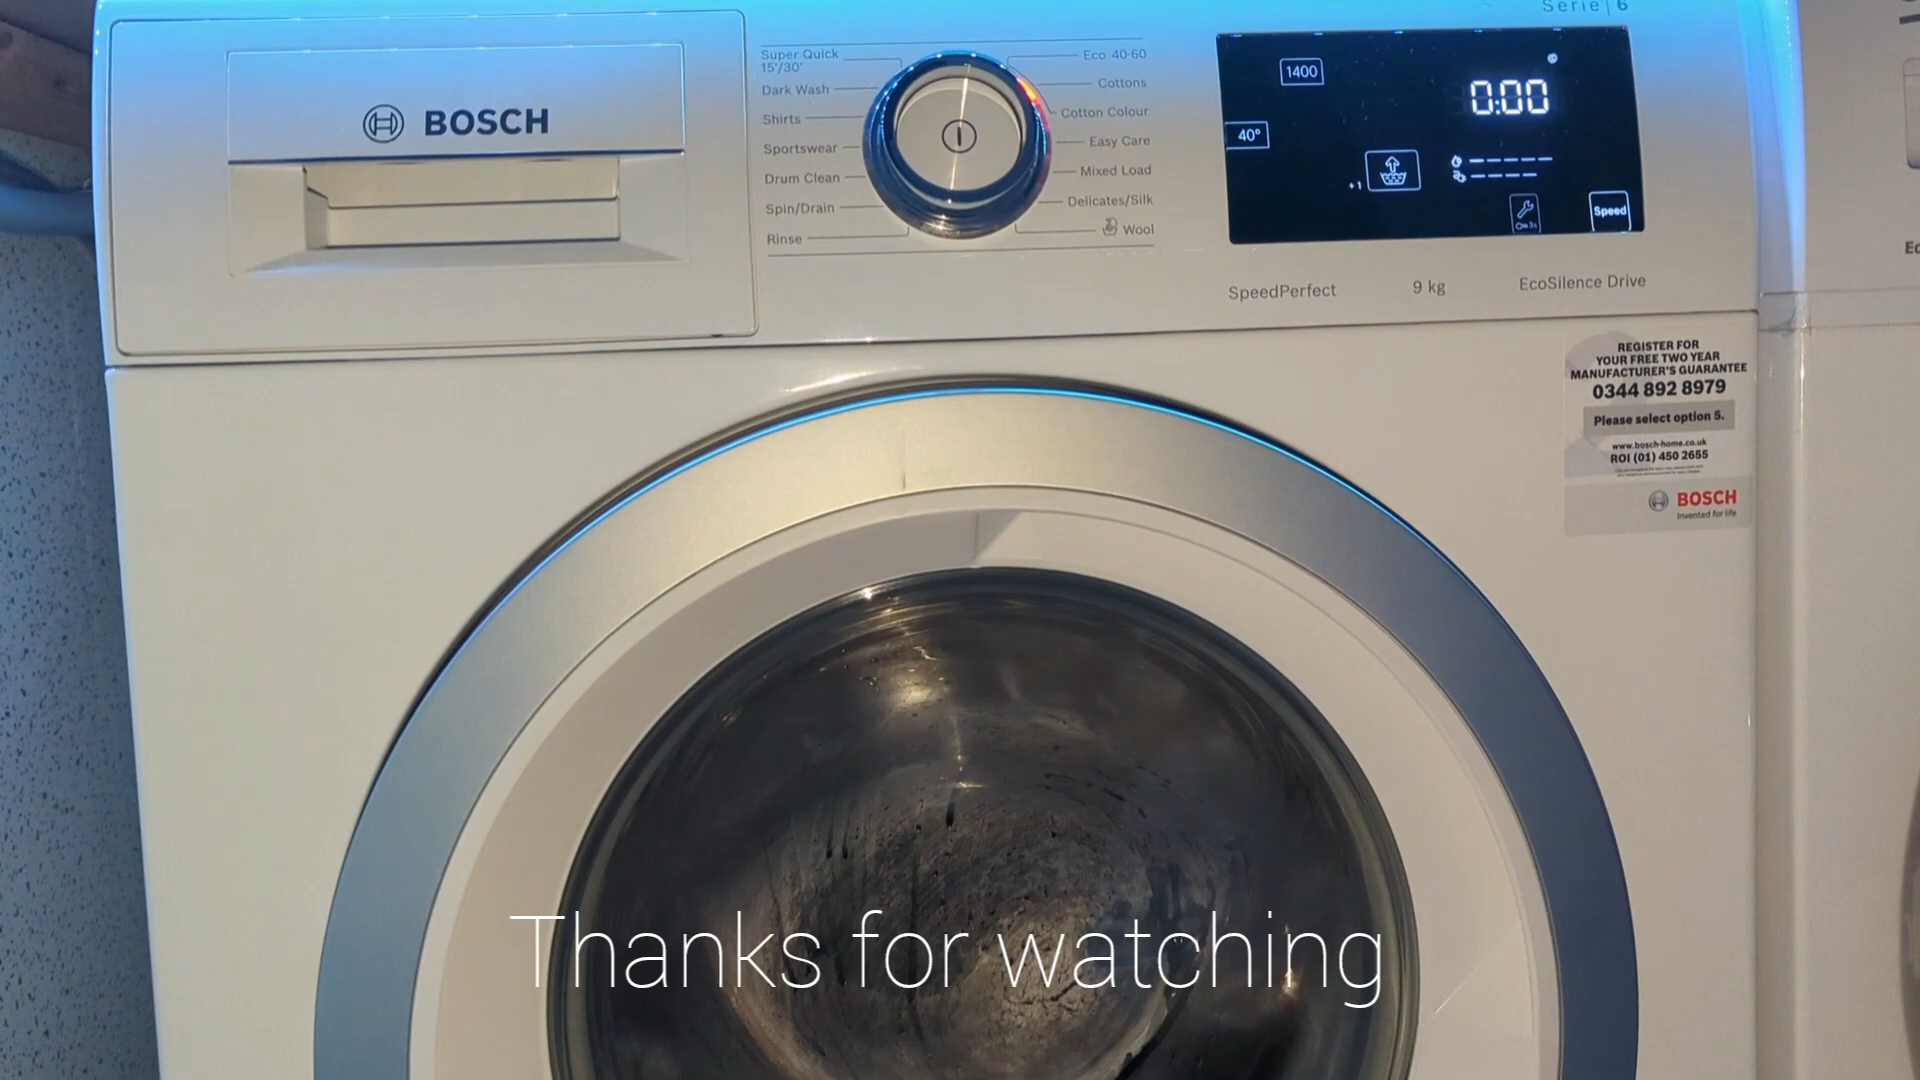 Serie | 6
BOSCH
Super Quick
15'/30'
Dark Wash
Shirts
Sportswear
Drum Clean
Spin/Drain
Rinse
Eco 40-60
Cottons
Cotton Colour
Easy Care
Mixed Load
Delicates/Silk
Wool
1400
0:00
40°
+1
3s
Speed
SpeedPerfect
9 kg
EcoSilence Drive
REGISTER FOR
YOUR FREE TWO YEAR
MANUFACTURER'S GUARANTEE
0344 892 8979
Please select option 5.
www.bosch-home.co.uk
ROI (01) 450 2655
BOSCH
Invented for life
Thanks for watching